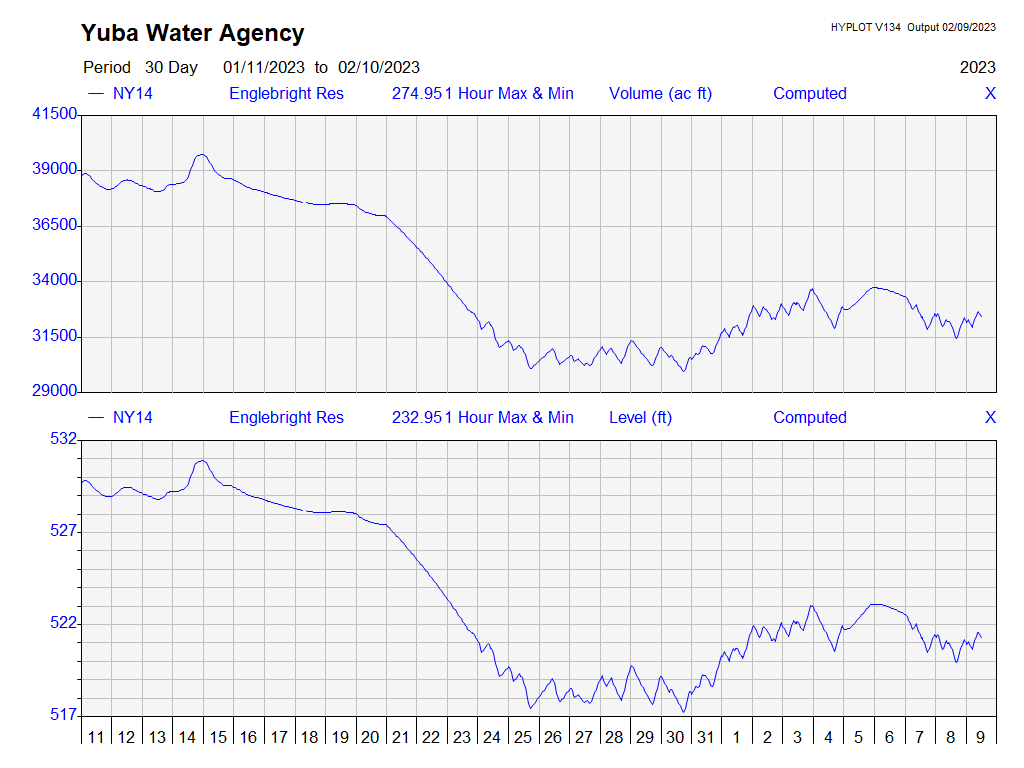 Yuba Water Agency
HYPLOT V134 Output 02/09/2023
Period 30 Day 01/11/2023 to 02/10/2023 2023
NY14 Englebright Res 274.951 Hour Max & Min Volume (ac ft) Computed X
41500
39000
36500
34000
31500
29000
NY14 Englebright Res 232.951 Hour Max & Min Level (ft) Computed X
532
527
522
517
11 12 13 14 15 16 17 18 19 20 21 22 23 24 25 26 27 28 29 30 31 1 2 3 4 5 6 7 8 9